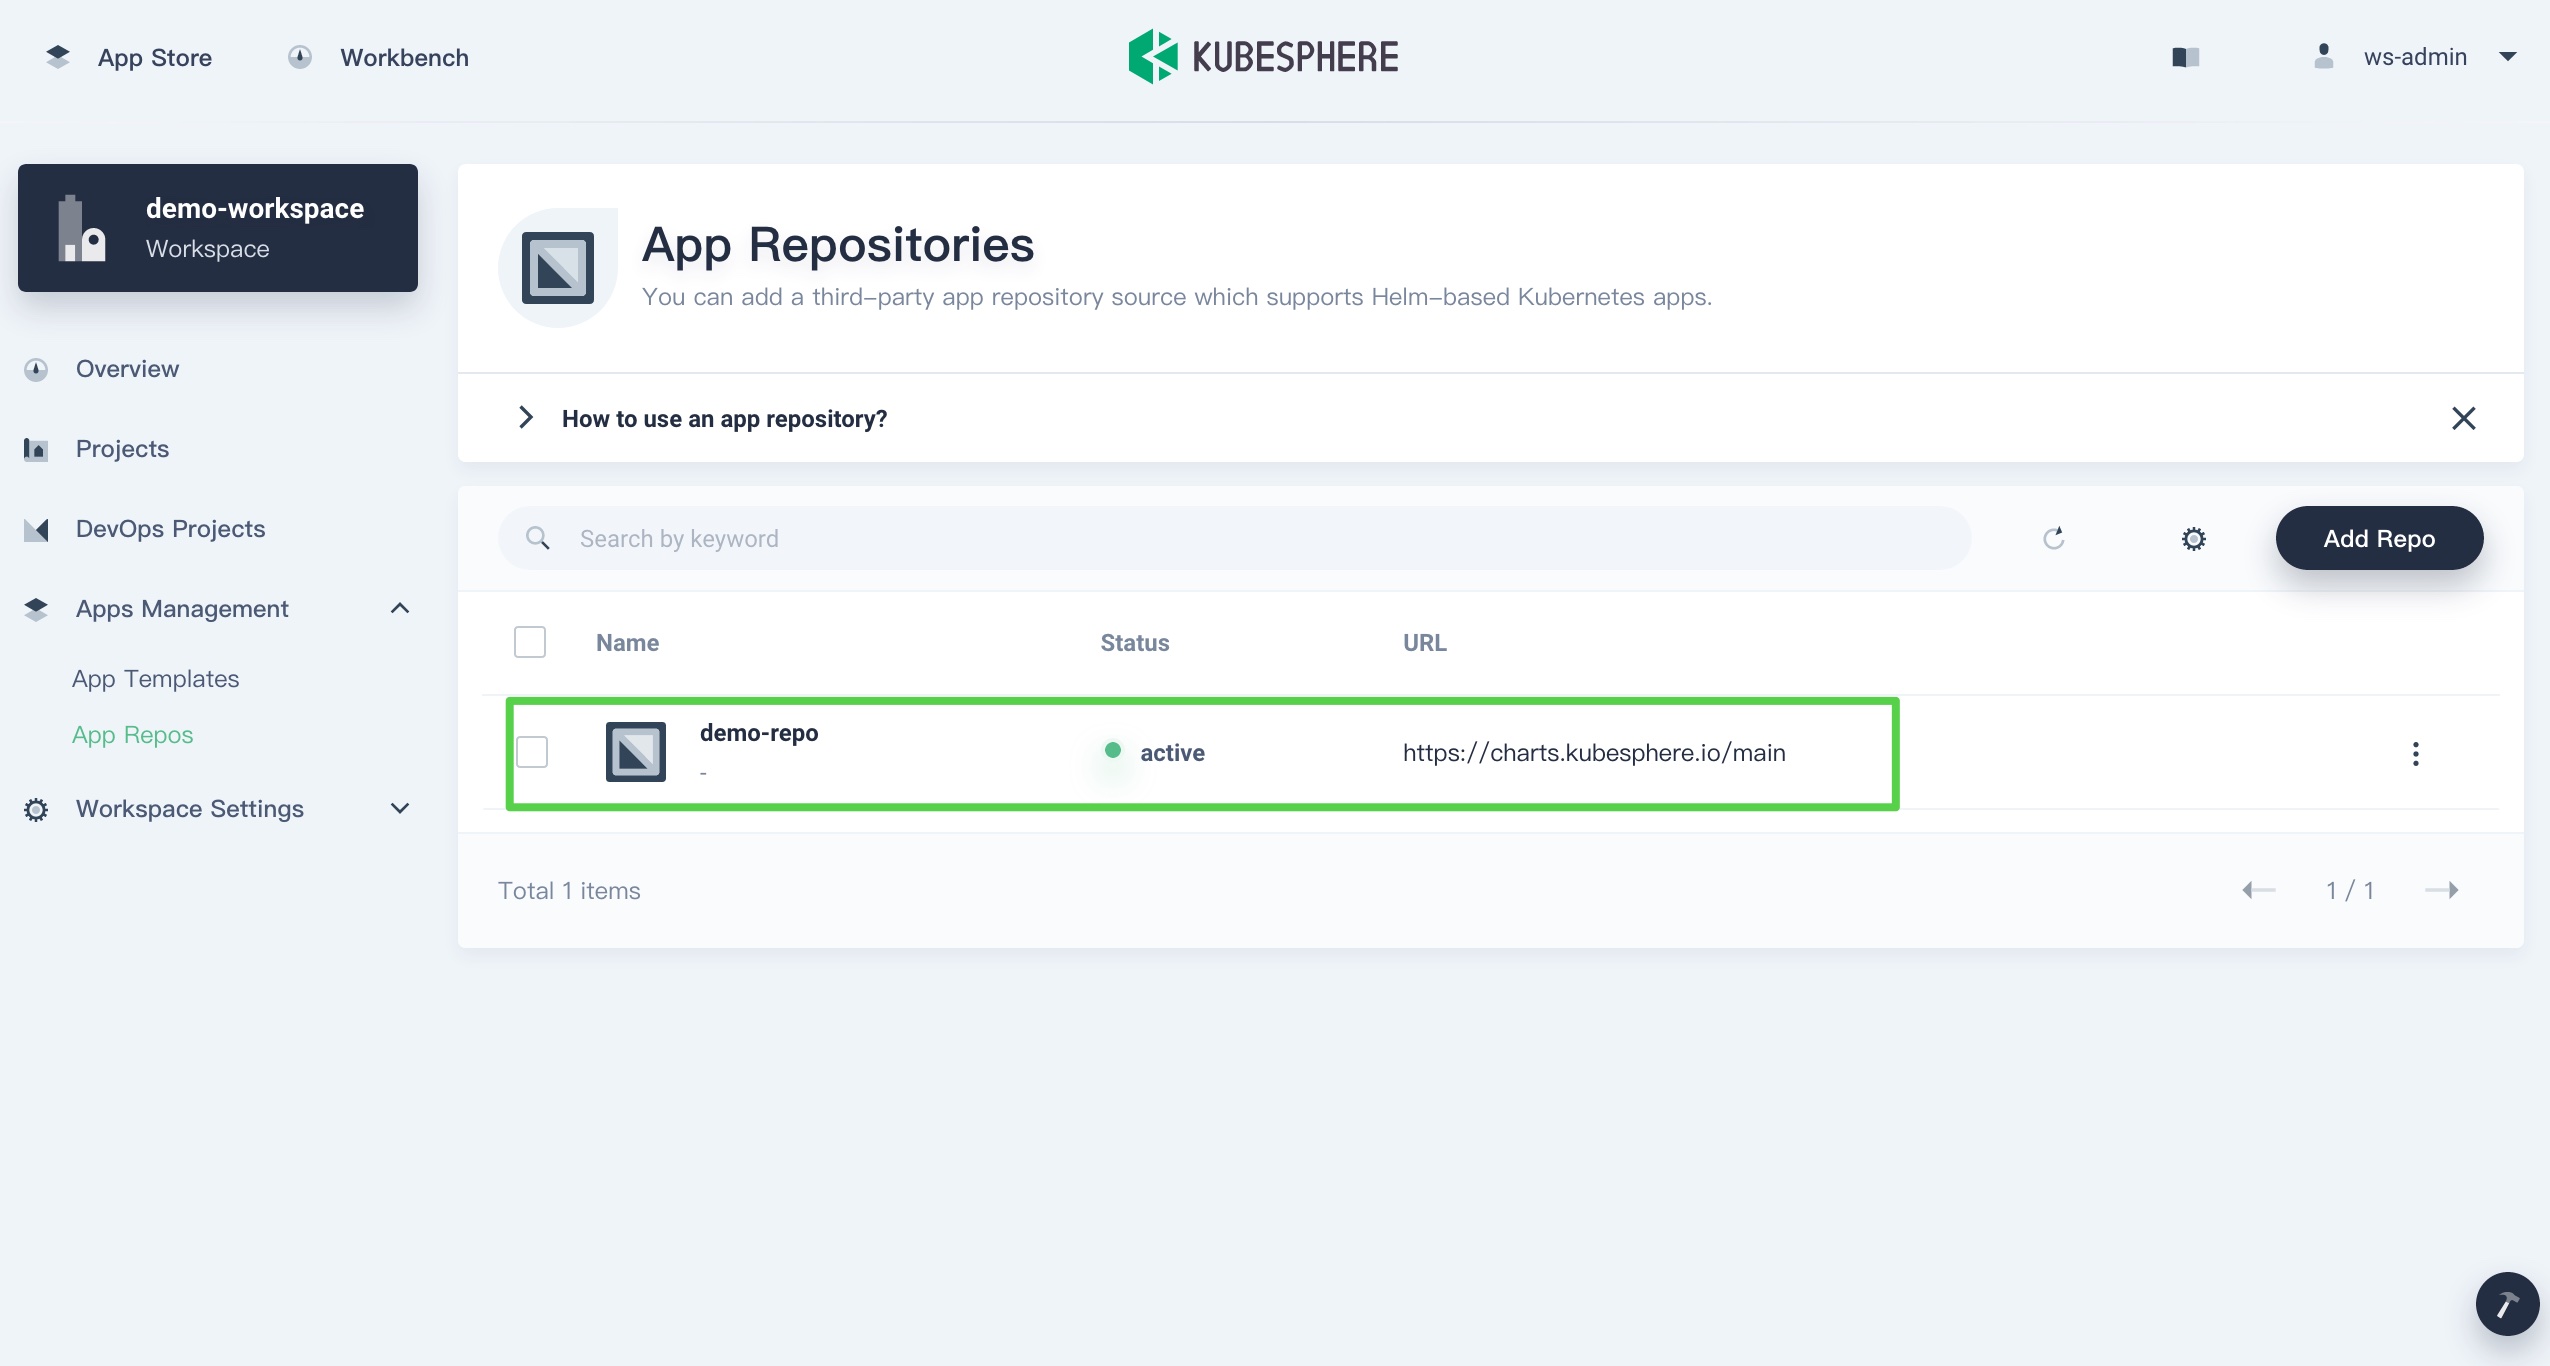 App Store
Workbench
KUBESPHERE
ws-admin
demo-workspace
Workspace
Overview
Projects
DevOps Projects
Apps Management
App Templates
App Repos
Workspace Settings
App Repositories
You can add a third-party app repository source which supports Helm-based Kubernetes apps.
How to use an app repository?
Search by keyword
Add Repo
Name Status URL
demo-repo active https://charts.kubesphere.io/main
-
Total 1 items
1 / 1